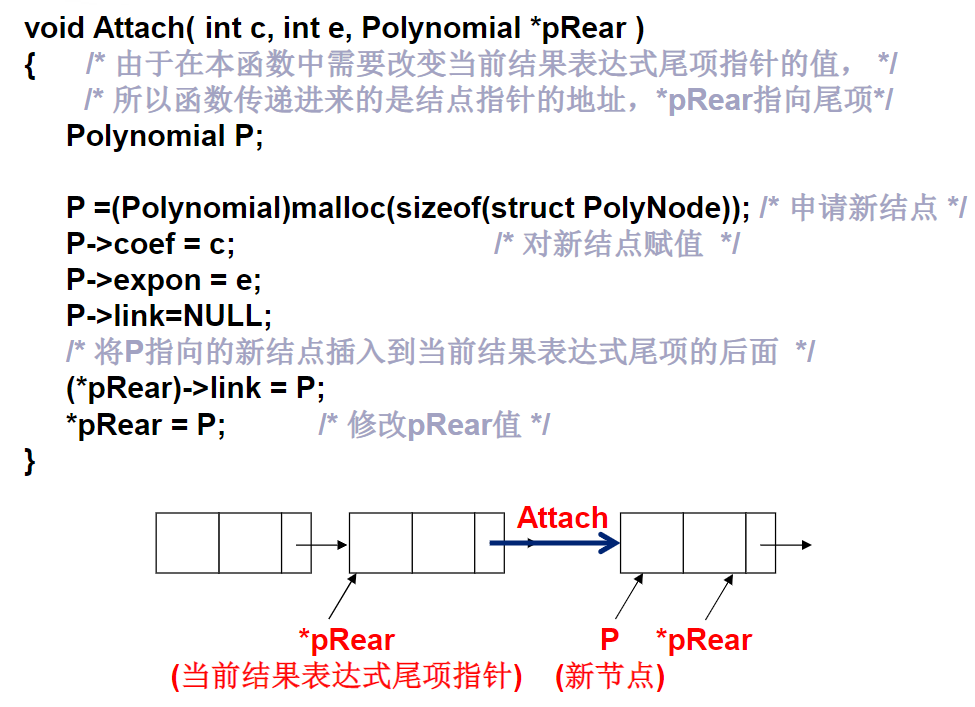 void Attach( int c, int e, Polynomial *pRear )
{ /* 由于在本函数中需要改变当前结果表达式尾项指针的值， */
/* 所以函数传递进来的是结点指针的地址，*pRear指向尾项*/
Polynomial P;
P =(Polynomial)malloc(sizeof(struct PolyNode)); /* 申请新结点 */
P->coef = c; /* 对新结点赋值 */
P->expon = e;
P->link=NULL;
/* 将P指向的新结点插入到当前结果表达式尾项的后面 */
(*pRear)->link = P;
*pRear = P; /* 修改pRear值 */
}
Attach
*pRear P *pRear
(当前结果表达式尾项指针) (新节点)